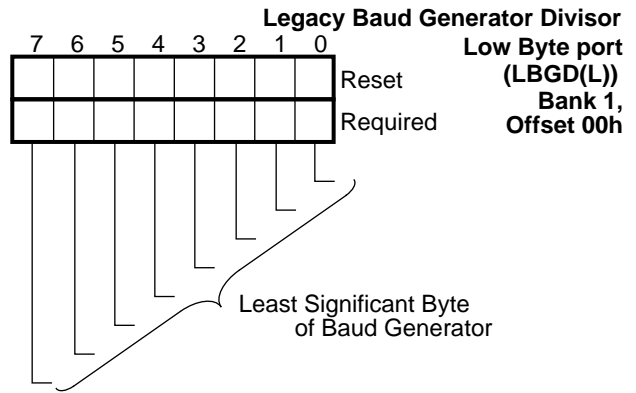 Legacy Baud Generator Divisor
Low Byte port
(LBGD(L))
Bank 1,
Offset 00h
7 6 5 4 3 2 1 0
Reset
Required
Least Significant Byte
of Baud Generator